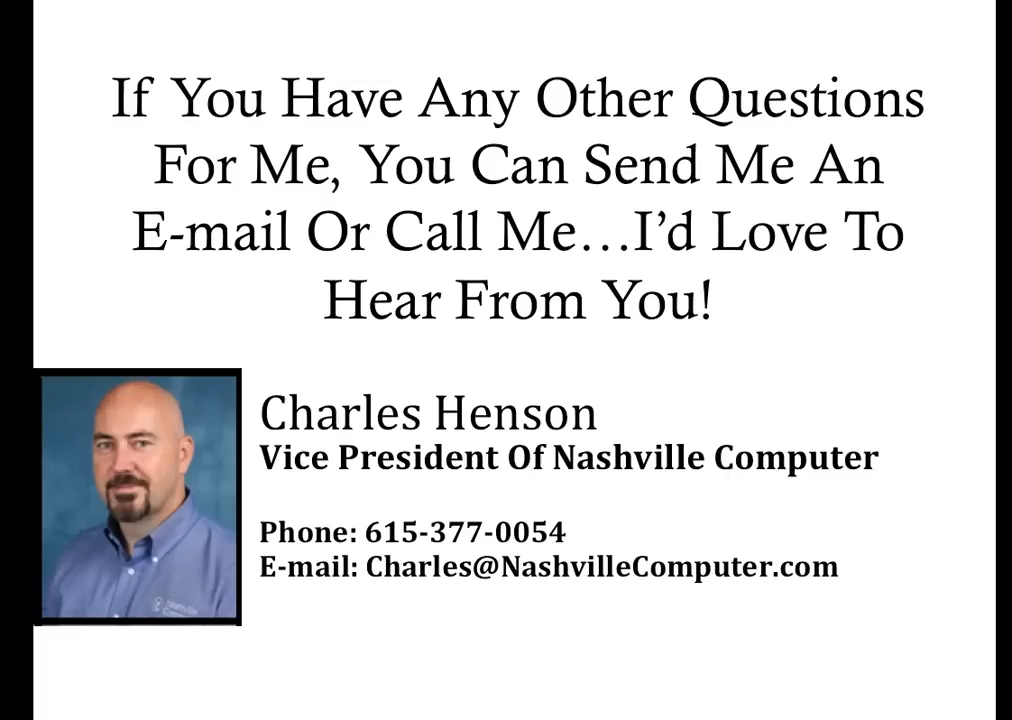 If You Have Any Other Questions
For Me, You Can Send Me An
E-mail Or Call Me…I’d Love To
Hear From You!
Charles Henson
Vice President Of Nashville Computer
Phone: 615-377-0054
E-mail: Charles@NashvilleComputer.com
Nashville